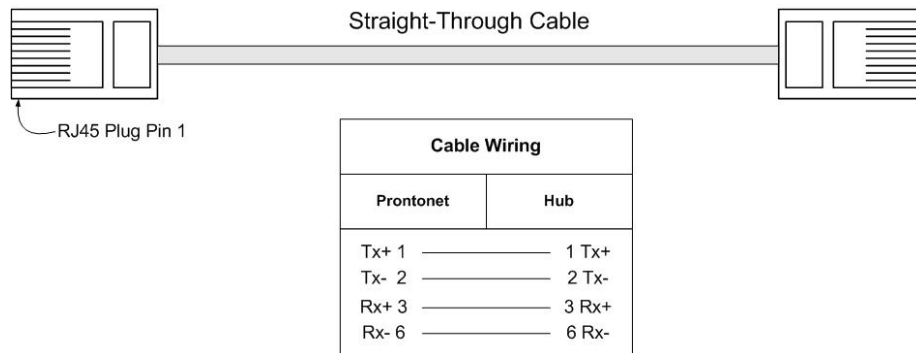 Straight-Through Cable
RJ45 Plug Pin 1
Cable Wiring
Prontonet Hub
Tx+ 1 1 Tx+
Tx- 2 2 Tx-
Rx+ 3 3 Rx+
Rx- 6 6 Rx-